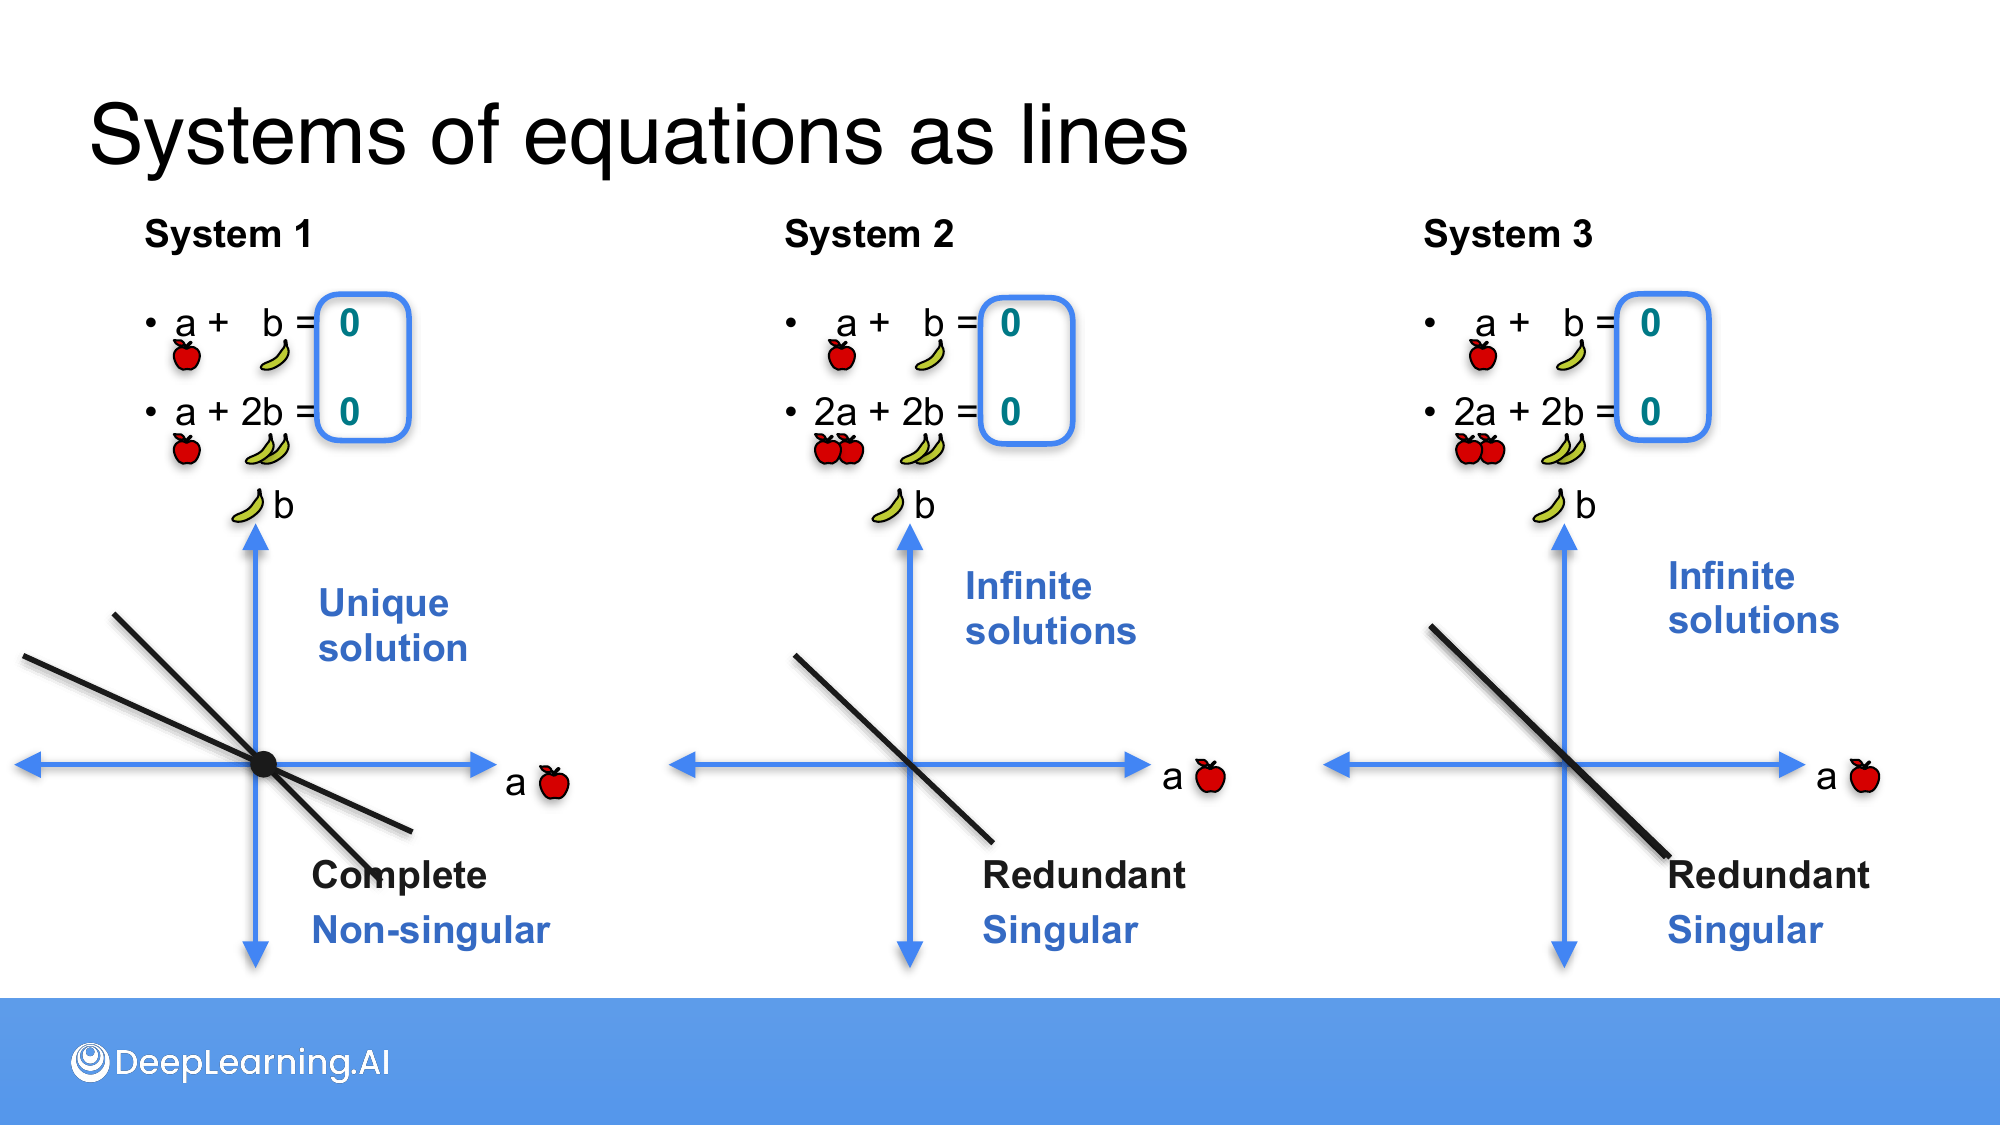 Systems of equations as lines
System 1
• a + b = 0
• a + 2b = 0
b
Unique
solution
a
Complete
Non-singular
System 2
• a + b = 0
• 2a + 2b = 0
b
Infinite
solutions
a
Redundant
Singular
System 3
• a + b = 0
• 2a + 2b = 0
b
Infinite
solutions
a
Redundant
Singular
DeepLearning.AI